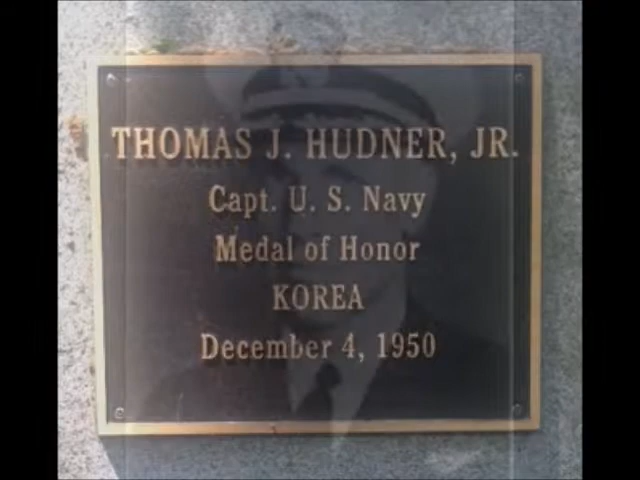 THOMAS J. HUDNER, JR.
Capt. U. S. Navy
Medal of Honor
KOREA
December 4, 1950